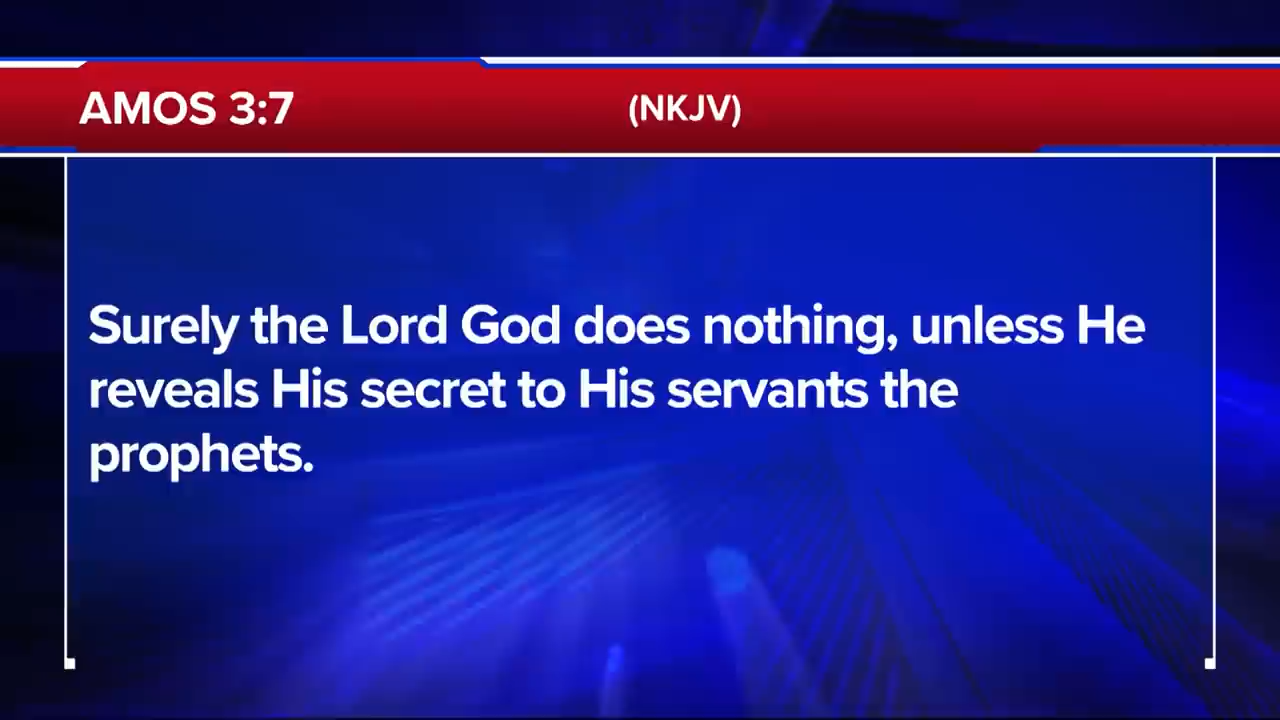 AMOS 3:7 (NKJV)
Surely the Lord God does nothing, unless He
reveals His secret to His servants the
prophets.